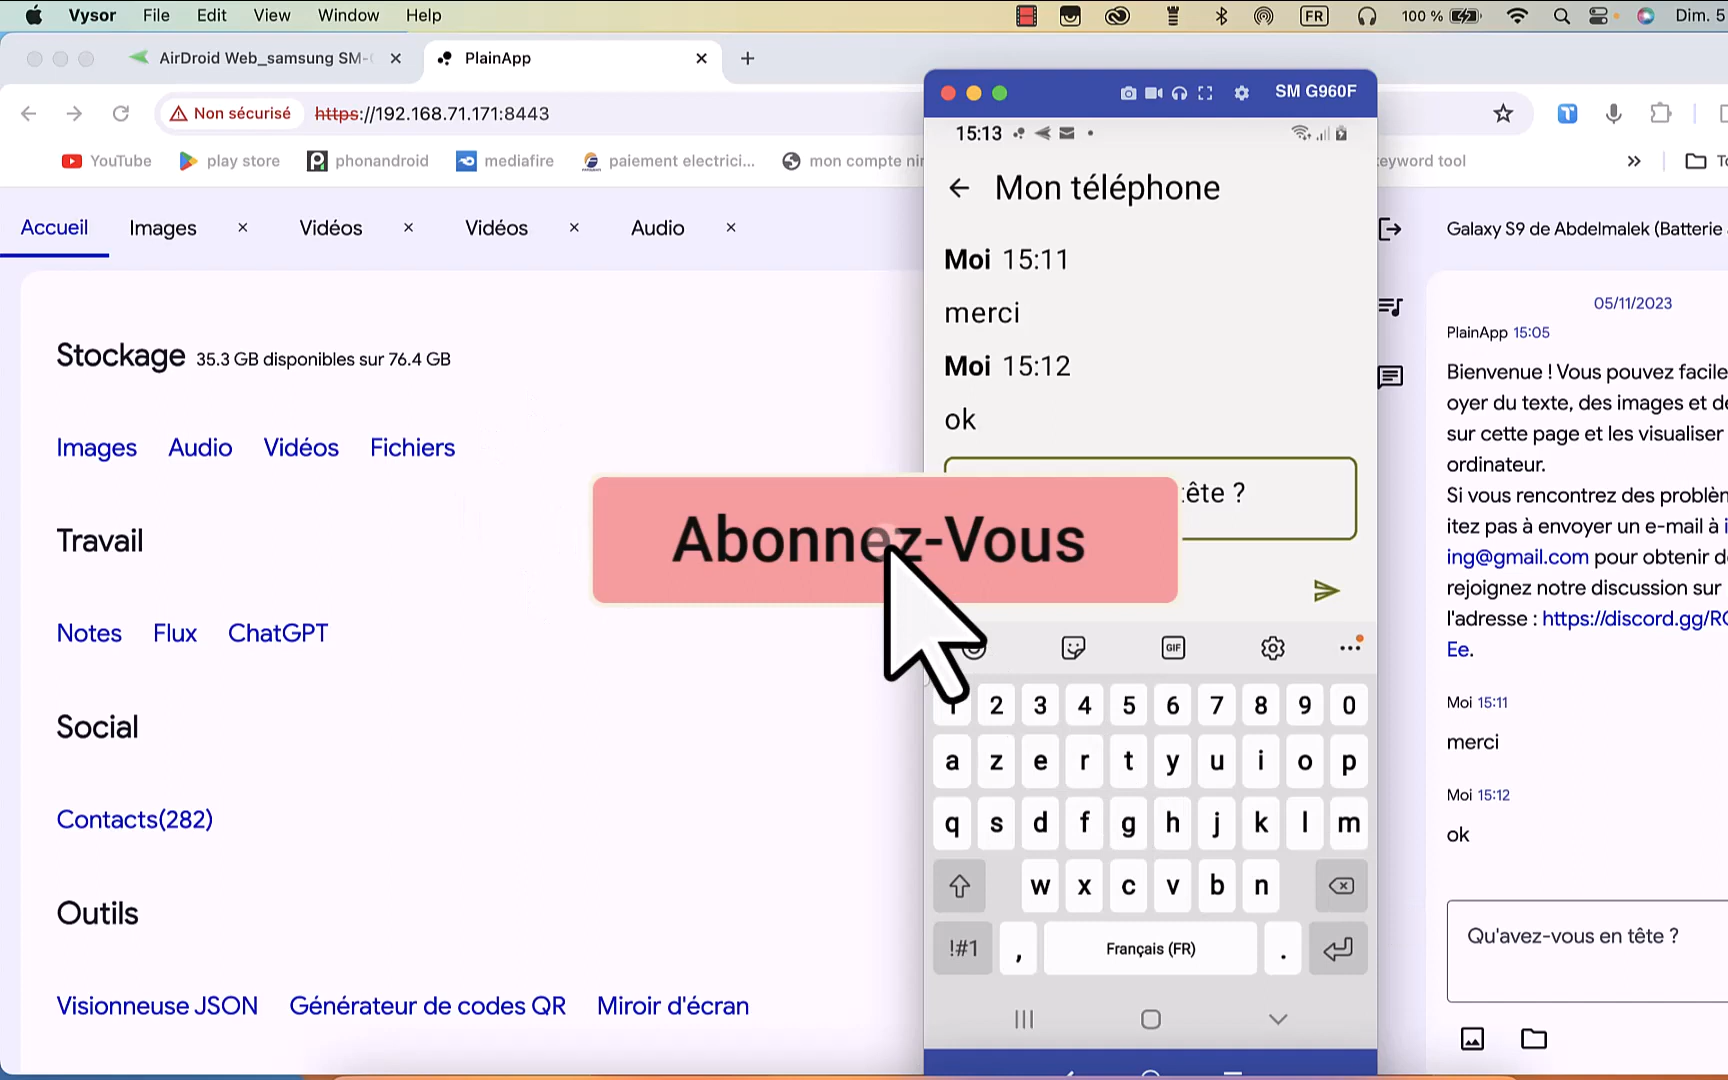 Vysor File Edit View Window Help
FR 100 % Dim. 5
AirDroid Web_samsung SM- PlainApp
Non sécurisé https://192.168.71.171:8443
YouTube play store phonandroid mediafire paiement electrici... mon compte keyword tool
Accueil Images Vidéos Vidéos Audio
Stockage 35.3 GB disponibles sur 76.4 GB
Images Audio Vidéos Fichiers
Travail
Notes Flux ChatGPT
Social
Contacts(282)
Outils
Visionneuse JSON Générateur de codes QR Miroir d'écran
SM G960F
15:13
Mon téléphone
Moi 15:11
merci
Moi 15:12
ok
tête ?
Abonnez-Vous
GIF
1 2 3 4 5 6 7 8 9 0
a z e r t y u i o p
q s d f g h j k l m
w x c v b n
!#1 , Français (FR) .
Galaxy S9 de Abdelmalek (Batterie
05/11/2023
PlainApp 15:05
Bienvenue ! Vous pouvez facile
oyer du texte, des images et de
sur cette page et les visualiser
ordinateur.
Si vous rencontrez des problèm
itez pas à envoyer un e-mail à i
ing@gmail.com pour obtenir d
rejoignez notre discussion sur
l'adresse : https://discord.gg/RQ
Ee.
Moi 15:11
merci
Moi 15:12
ok
Qu'avez-vous en tête ?